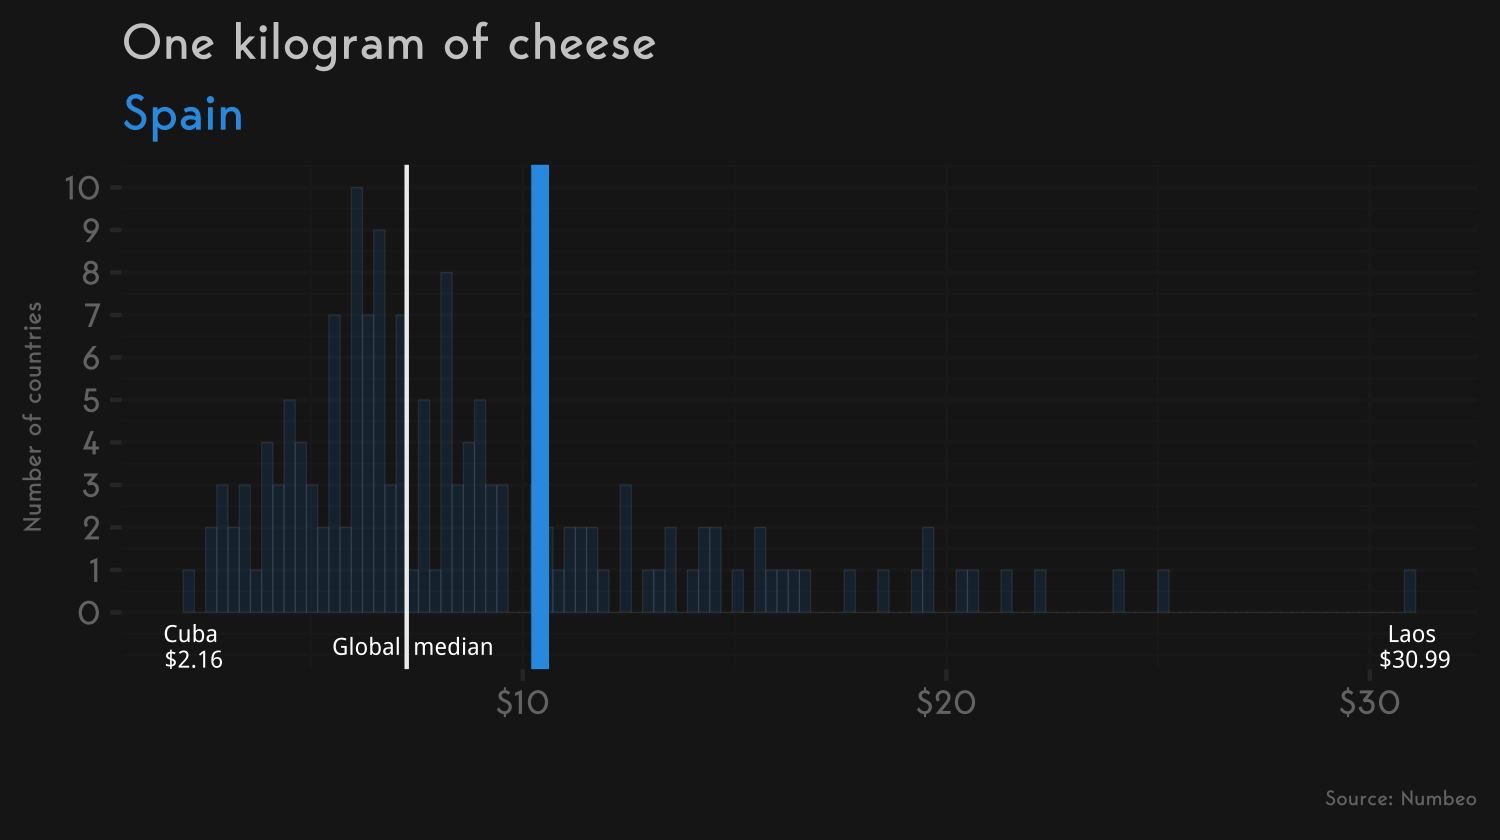 One kilogram of cheese
Spain
Number of countries
10
9
8
7
6
5
4
3
2
1
0
Cuba
$2.16
Global median
Laos
$30.99
$10 $20 $30
Source: Numbeo